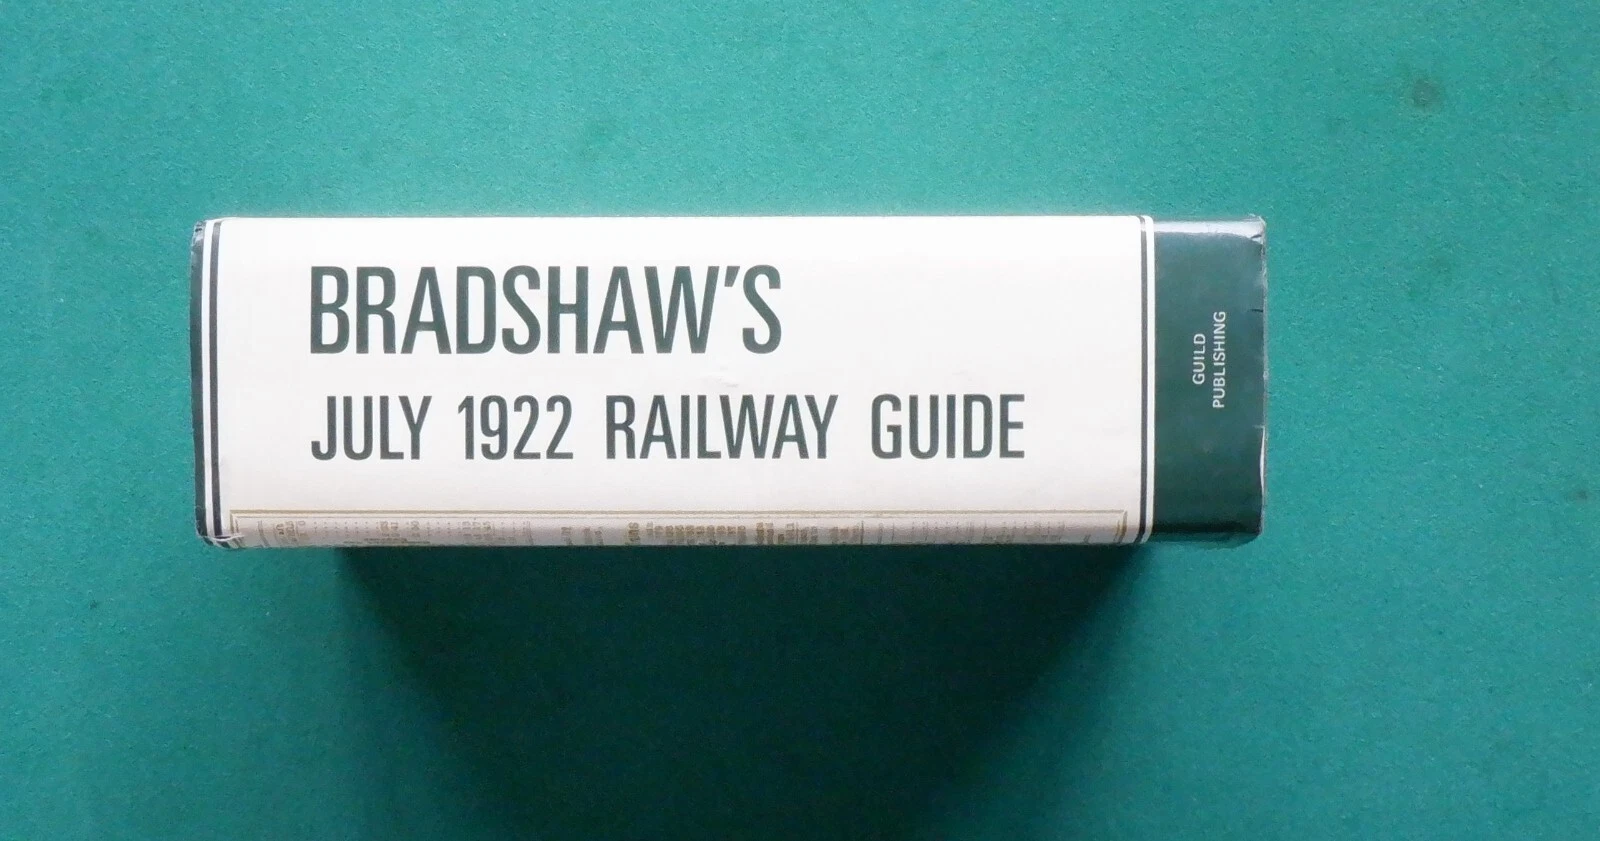 BRADSHAW'S
JULY 1922 RAILWAY GUIDE
GUILD
PUBLISHING